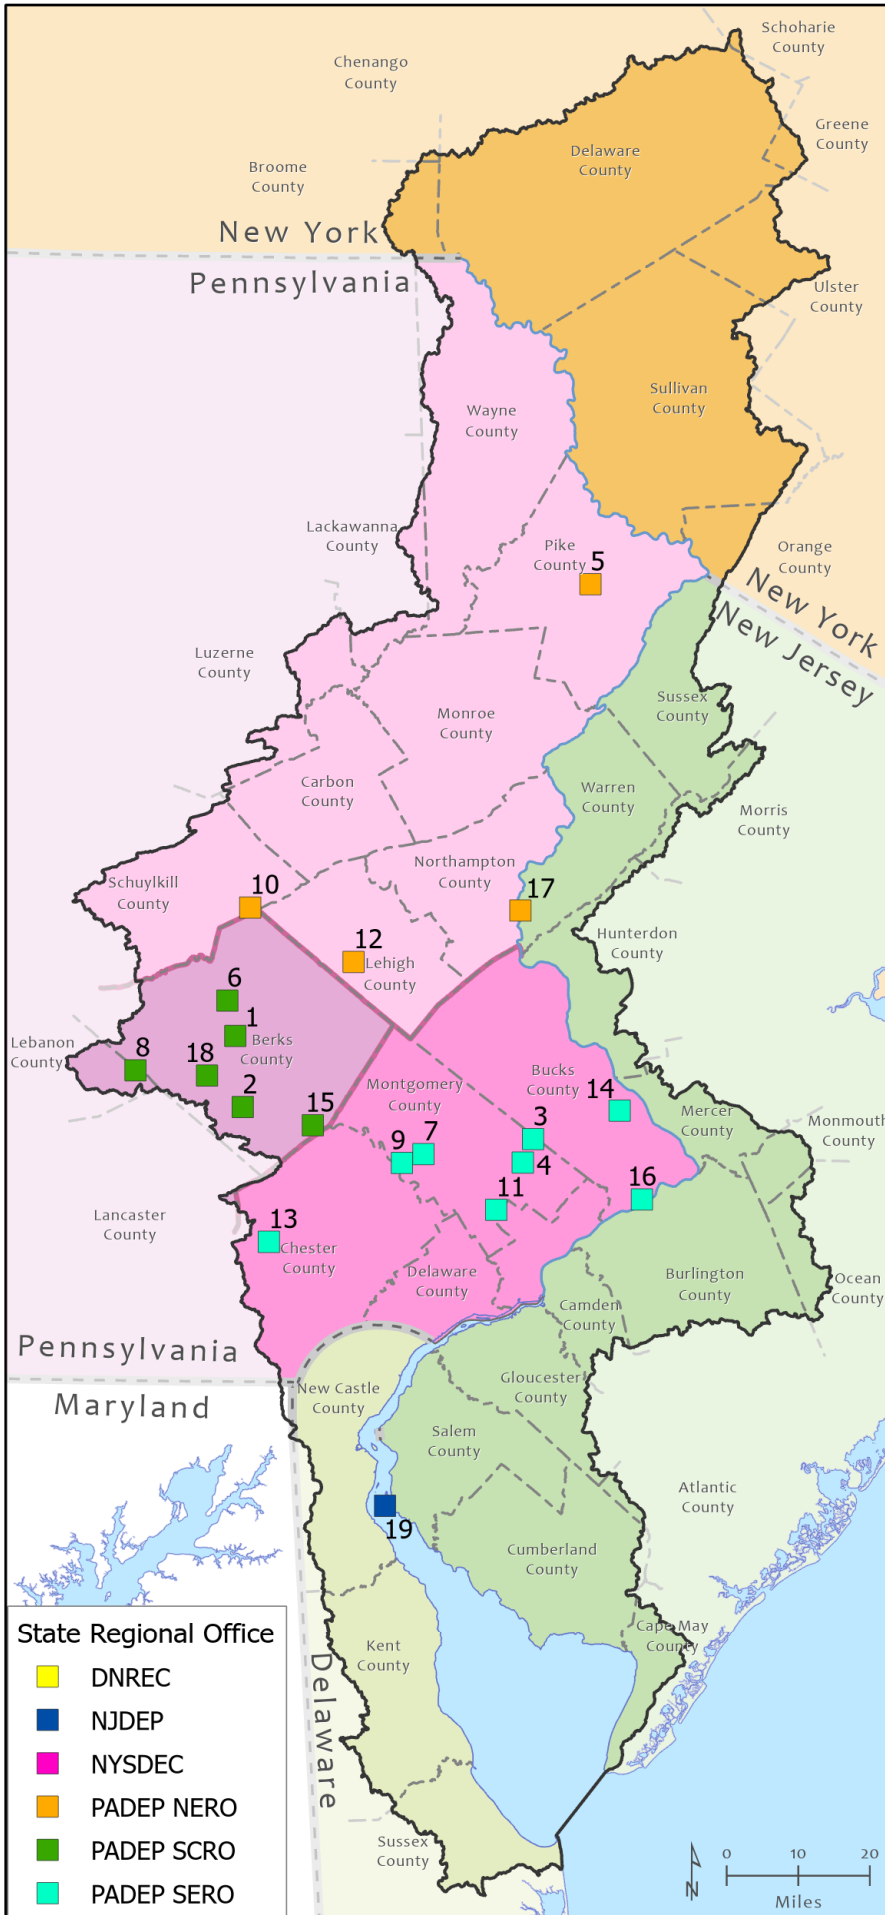 Schoharie
County
Chenango
County
Greene
County
Delaware
County
Broome
County
New York
Pennsylvania
Ulster
County
Sullivan
County
Wayne
County
Lackawanna
County
Pike
County
5
Orange
County
New York
New Jersey
Luzerne
County
Sussex
County
Monroe
County
Carbon
County
Warren
County
Morris
County
Northampton
County
Schuylkill
County
10
17
Hunterdon
County
12
Lehigh
County
6
1
Berks
County
Lebanon
County
8
18
2
15
Bucks
County
Montgomery
County
14
Mercer
County
Monmouth
County
3
9
7
4
16
11
Lancaster
County
13
Chester
County
Delaware
County
Burlington
County
Ocean
County
Camden
County
Pennsylvania
Maryland
New Castle
County
Gloucester
County
Salem
County
Atlantic
County
19
Cumberland
County
Cape May
County
Kent
County
Delaware
Sussex
County
State Regional Office
DNREC
NJDEP
NYSDEC
PADEP NERO
PADEP SCRO
PADEP SERO
N
0 10 20
Miles